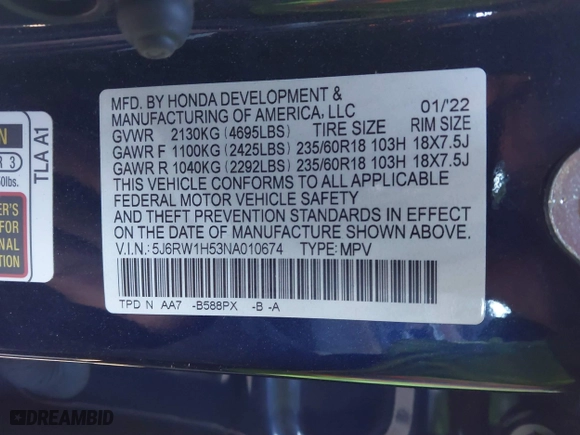 MFD. BY HONDA DEVELOPMENT &
MANUFACTURING OF AMERICA, LLC 01/'22
GVWR 2130KG (4695LBS) TIRE SIZE RIM SIZE
GAWR F 1100KG (2425LBS) 235/60R18 103H 18X7.5J
GAWR R 1040KG (2292LBS) 235/60R18 103H 18X7.5J
THIS VEHICLE CONFORMS TO ALL APPLICABLE
FEDERAL MOTOR VEHICLE SAFETY
AND THEFT PREVENTION STANDARDS IN EFFECT
ON THE DATE OF MANUFACTURE SHOWN ABOVE.
V.I.N.: 5J6RW1H53NA010674 TYPE: MPV
TPD N AA7 -B588PX -B -A
TLA A1
R 3
FOR
DREAMBID